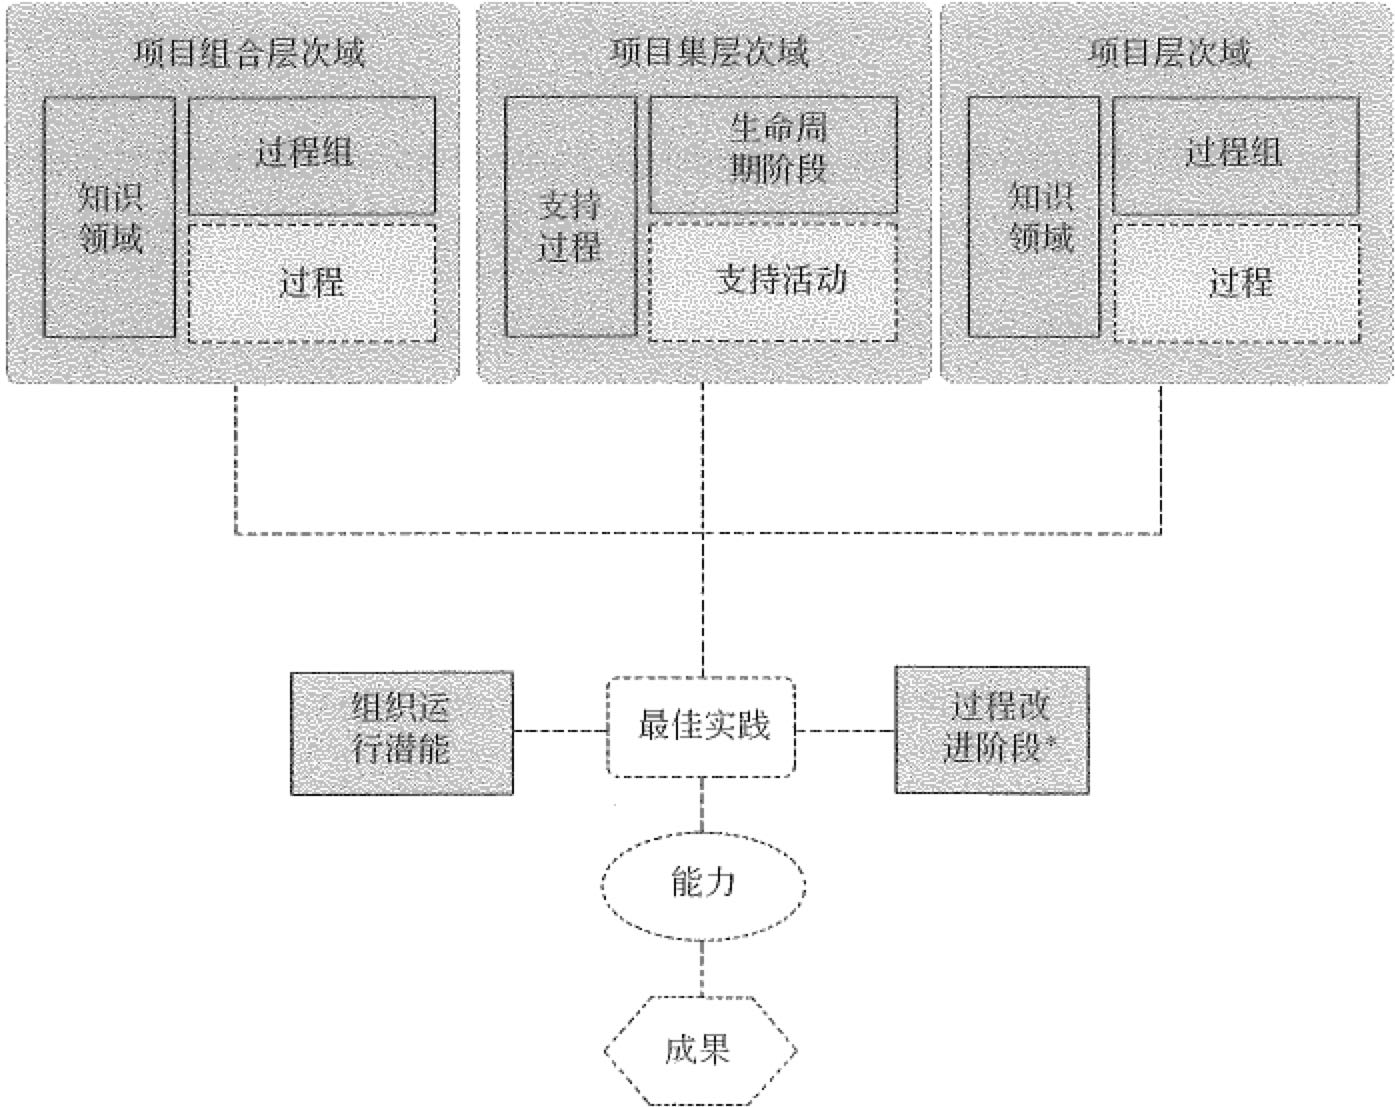 项目组合层次域
知识
领域
过程组
过程
项目集层次域
支持
过程
生命周
期阶段
支持活动
项目层次域
知识
领域
过程组
过程
组织运
行潜能
最佳实践
过程改
进阶段*
能力
成果